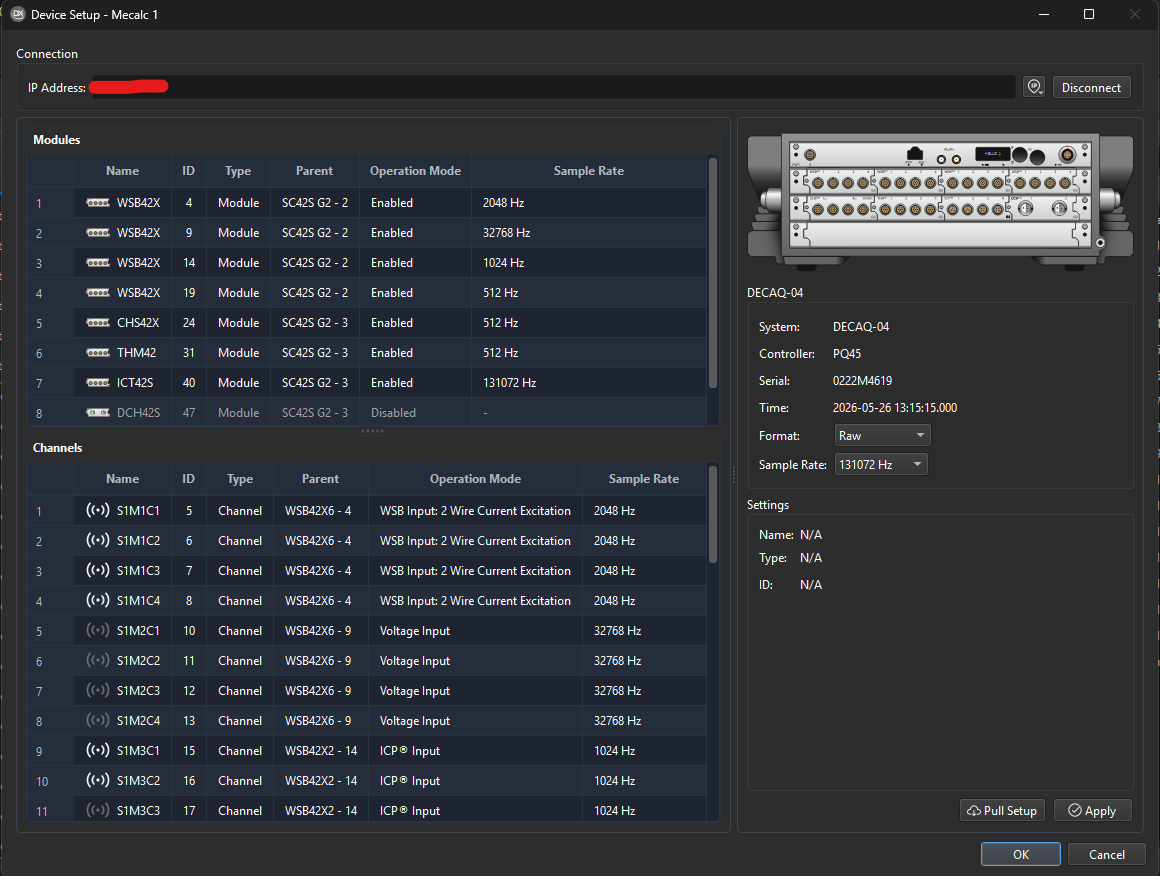 Device Setup - Mecalc 1
Connection
IP Address:
IP
Disconnect
Modules
Name ID Type Parent Operation Mode Sample Rate
1 WSB42X 4 Module SC42S G2 - 2 Enabled 2048 Hz
2 WSB42X 9 Module SC42S G2 - 2 Enabled 32768 Hz
3 WSB42X 14 Module SC42S G2 - 2 Enabled 1024 Hz
4 WSB42X 19 Module SC42S G2 - 2 Enabled 512 Hz
5 CHS42X 24 Module SC42S G2 - 3 Enabled 512 Hz
6 THM42 31 Module SC42S G2 - 3 Enabled 512 Hz
7 ICT42S 40 Module SC42S G2 - 3 Enabled 131072 Hz
8 DCH42S 47 Module SC42S G2 - 3 Disabled -
Channels
Name ID Type Parent Operation Mode Sample Rate
1 S1M1C1 5 Channel WSB42X6 - 4 WSB Input: 2 Wire Current Excitation 2048 Hz
2 S1M1C2 6 Channel WSB42X6 - 4 WSB Input: 2 Wire Current Excitation 2048 Hz
3 S1M1C3 7 Channel WSB42X6 - 4 WSB Input: 2 Wire Current Excitation 2048 Hz
4 S1M1C4 8 Channel WSB42X6 - 4 WSB Input: 2 Wire Current Excitation 2048 Hz
5 S1M2C1 10 Channel WSB42X6 - 9 Voltage Input 32768 Hz
6 S1M2C2 11 Channel WSB42X6 - 9 Voltage Input 32768 Hz
7 S1M2C3 12 Channel WSB42X6 - 9 Voltage Input 32768 Hz
8 S1M2C4 13 Channel WSB42X6 - 9 Voltage Input 32768 Hz
9 S1M3C1 15 Channel WSB42X2 - 14 ICP® Input 1024 Hz
10 S1M3C2 16 Channel WSB42X2 - 14 ICP® Input 1024 Hz
11 S1M3C3 17 Channel WSB42X2 - 14 ICP® Input 1024 Hz
HELLO :)
DECAQ-04
System: DECAQ-04
Controller: PQ45
Serial: 0222M4619
Time: 2026-05-26 13:15:15.000
Format: Raw
Sample Rate: 131072 Hz
Settings
Name: N/A
Type: N/A
ID: N/A
Pull Setup
Apply
OK
Cancel